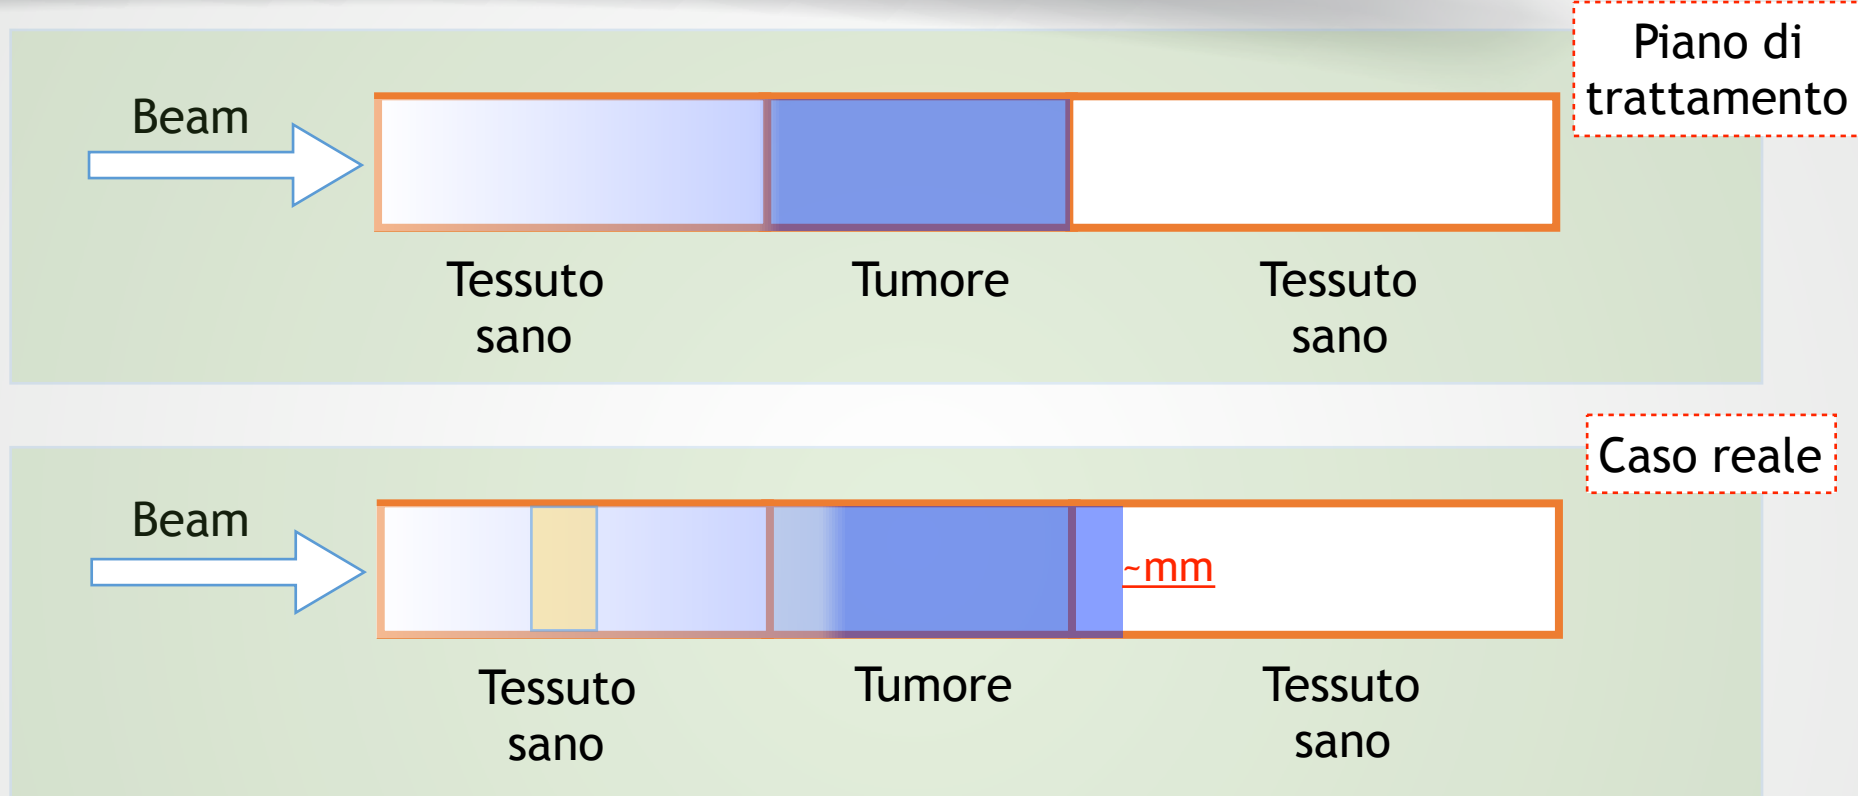 Piano di
trattamento
Beam
Tessuto
sano
Tumore
Tessuto
sano
Caso reale
Beam
~mm
Tessuto
sano
Tumore
Tessuto
sano